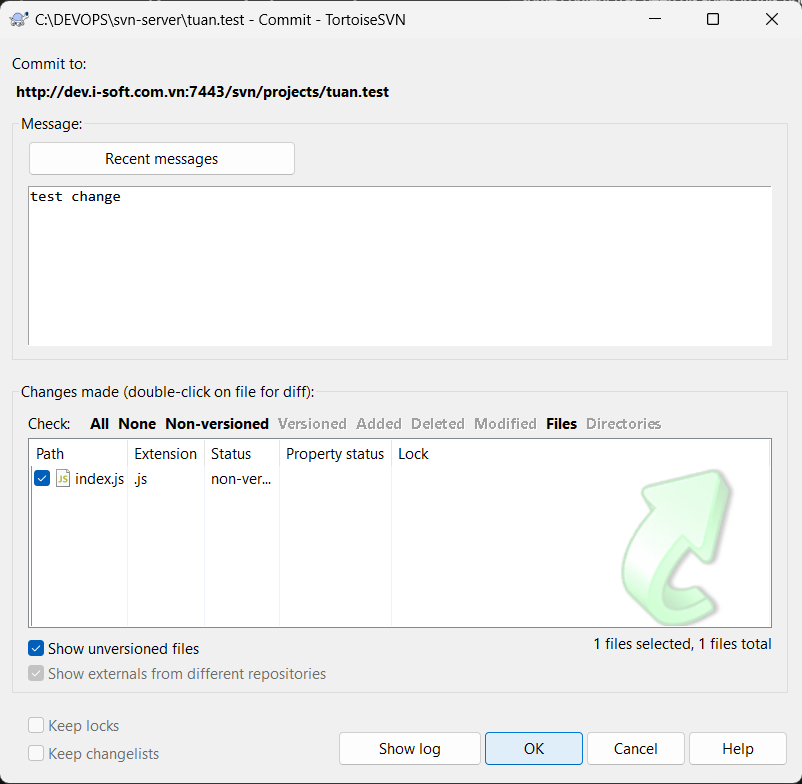 C:\DEVOPS\svn-server\tuan.test - Commit - TortoiseSVN
Commit to:
http://dev.i-soft.com.vn:7443/svn/projects/tuan.test
Message:
Recent messages
test change
Changes made (double-click on file for diff):
Check: All None Non-versioned Versioned Added Deleted Modified Files Directories
Path Extension Status Property status Lock
JS index.js .js non-ver...
Show unversioned files
1 files selected, 1 files total
Show externals from different repositories
Keep locks
Keep changelists
Show log OK Cancel Help